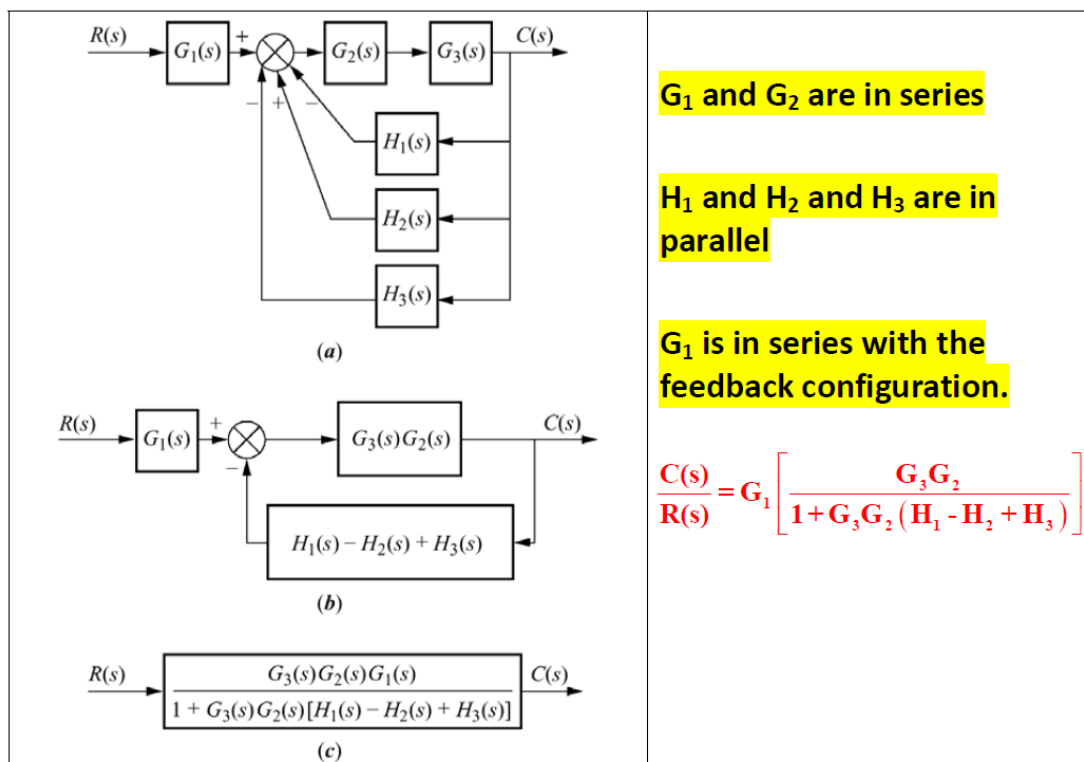 R(s)
G₁(s)
+
G₂(s)
G₃(s)
C(s)
− + −
H₁(s)
H₂(s)
H₃(s)
(a)
R(s)
G₁(s)
+
−
G₃(s)G₂(s)
C(s)
H₁(s) − H₂(s) + H₃(s)
(b)
R(s)
G₃(s)G₂(s)G₁(s)
1 + G₃(s)G₂(s)[H₁(s) − H₂(s) + H₃(s)]
C(s)
(c)
G₁ and G₂ are in series
H₁ and H₂ and H₃ are in
parallel
G₁ is in series with the
feedback configuration.
C(s)/R(s) = G₁ [ G₃G₂ / 1+G₃G₂(H₁ - H₂ + H₃) ]